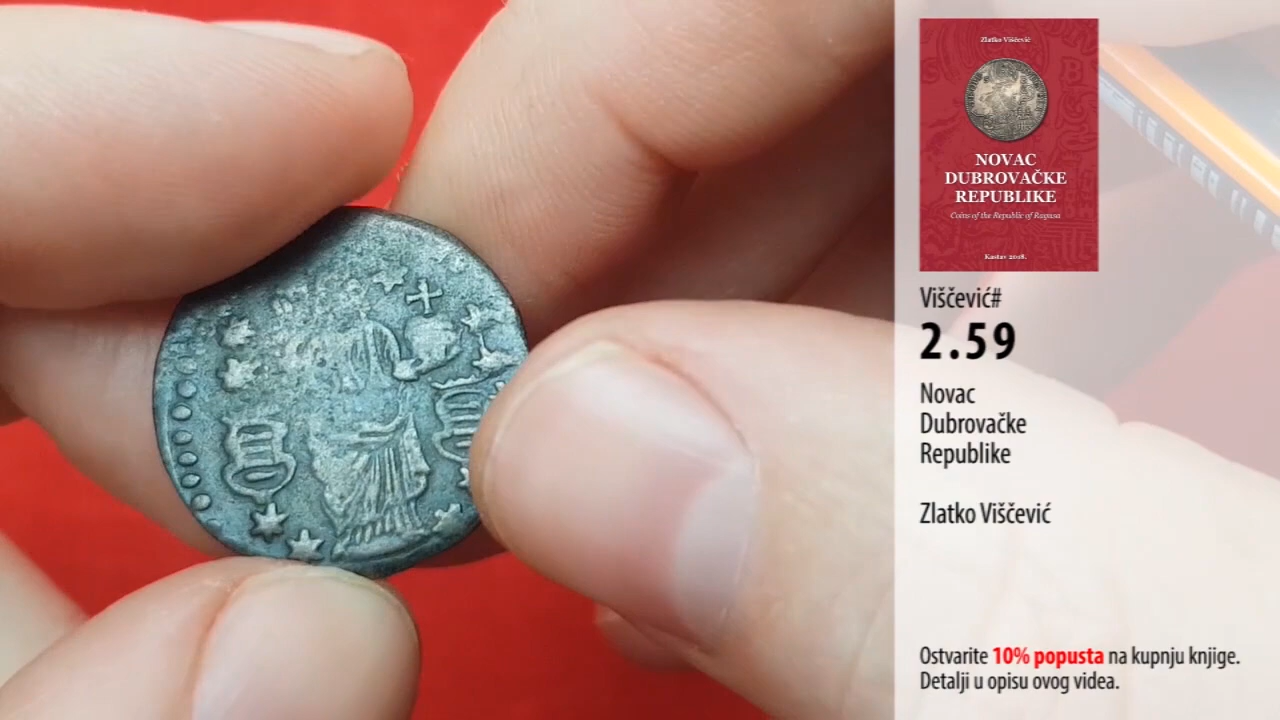 Zlatko Viščević
NOVAC
DUBROVAČKE
REPUBLIKE
Coins of the Republic of Ragusa
Kastav 2018.
Viščević#
2.59
Novac
Dubrovačke
Republike
Zlatko Viščević
Ostvarite 10% popusta na kupnju knjige.
Detalji u opisu ovog videa.